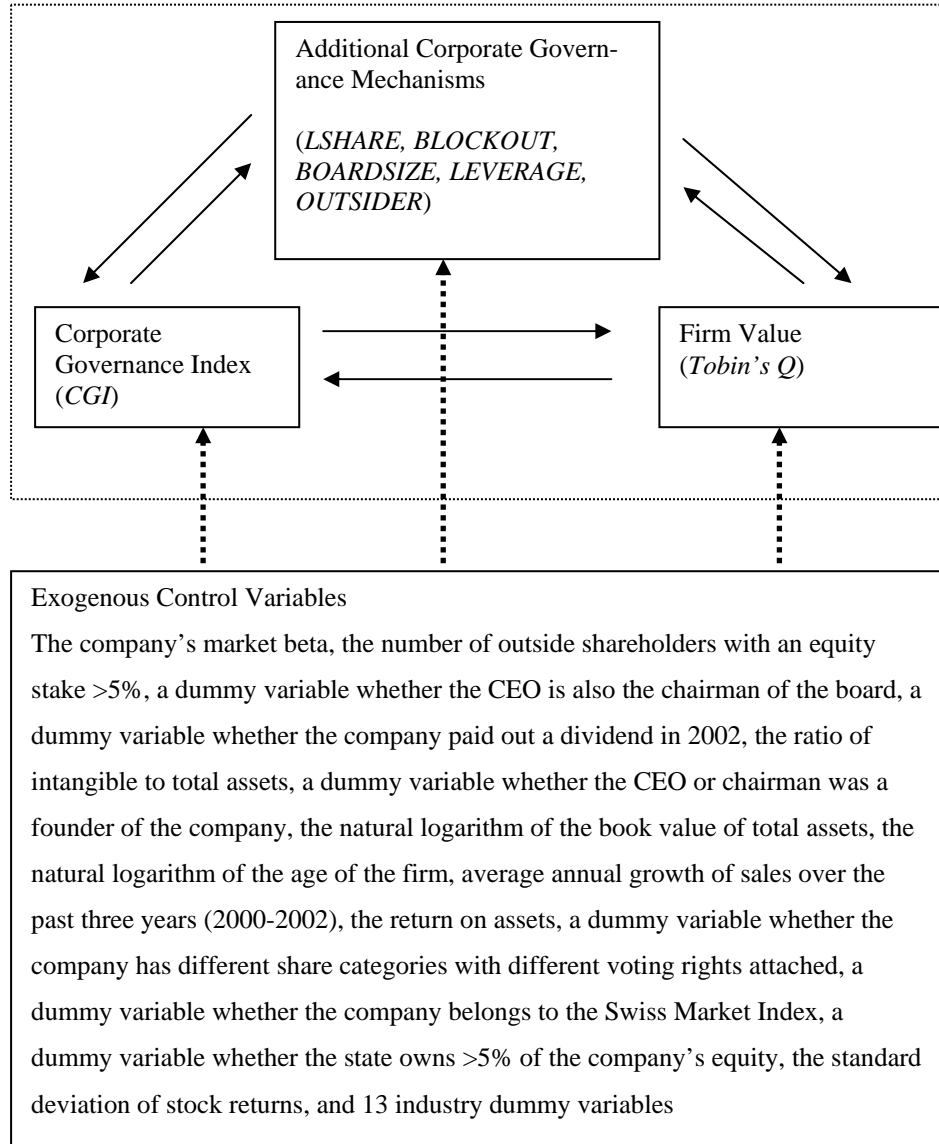 Additional Corporate Govern-
ance Mechanisms
(LSHARE, BLOCKOUT,
BOARDSIZE, LEVERAGE,
OUTSIDER)
Corporate
Governance Index
(CGI)
Firm Value
(Tobin's Q)
Exogenous Control Variables
The company's market beta, the number of outside shareholders with an equity
stake >5%, a dummy variable whether the CEO is also the chairman of the board, a
dummy variable whether the company paid out a dividend in 2002, the ratio of
intangible to total assets, a dummy variable whether the CEO or chairman was a
founder of the company, the natural logarithm of the book value of total assets, the
natural logarithm of the age of the firm, average annual growth of sales over the
past three years (2000-2002), the return on assets, a dummy variable whether the
company has different share categories with different voting rights attached, a
dummy variable whether the company belongs to the Swiss Market Index, a
dummy variable whether the state owns >5% of the company's equity, the standard
deviation of stock returns, and 13 industry dummy variables